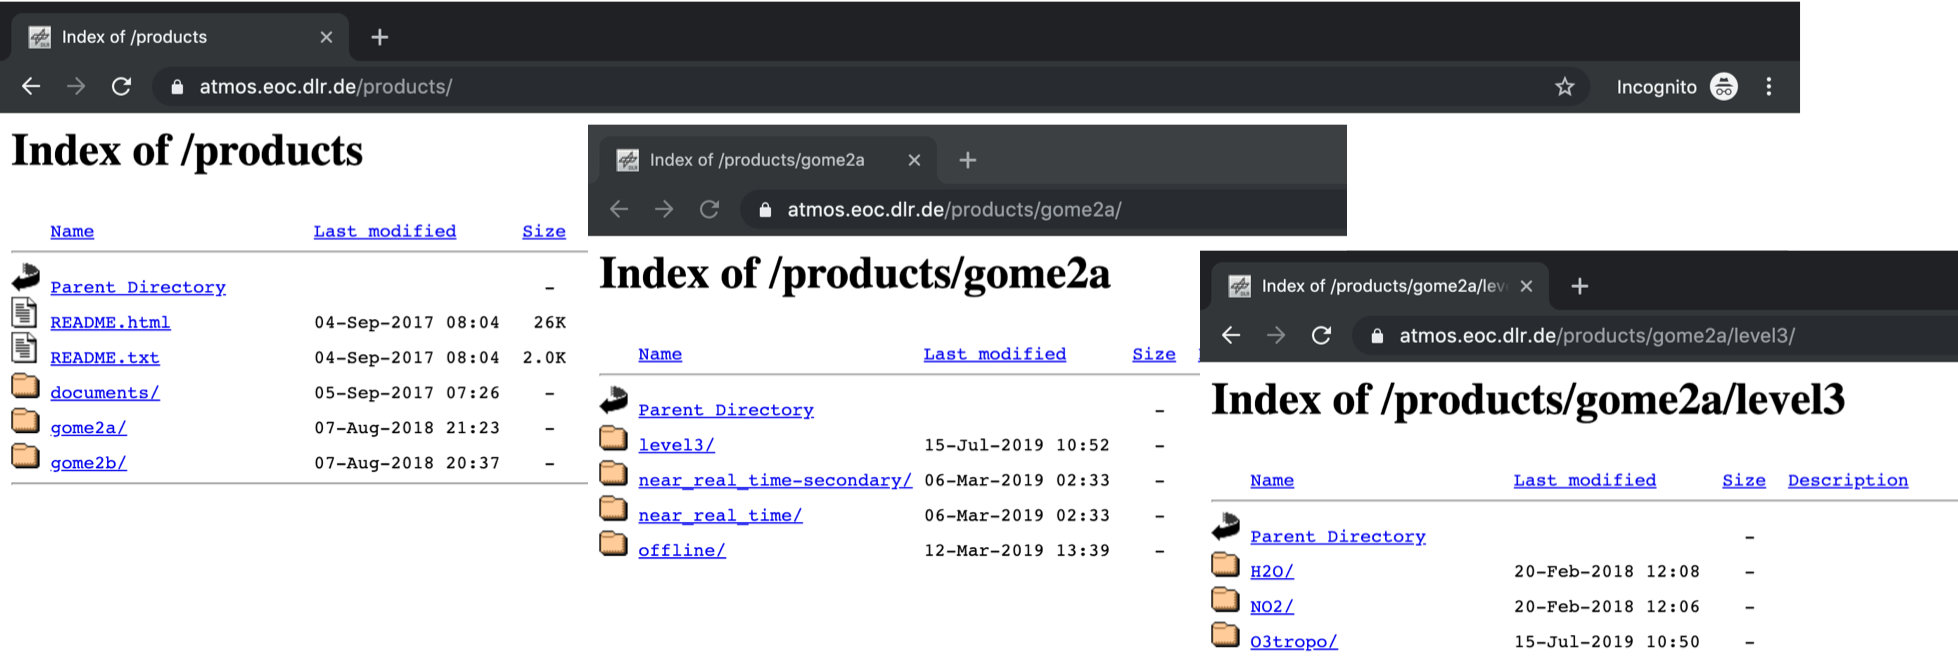 Index of /products
atmos.eoc.dlr.de/products/
Incognito
Index of /products
Name Last modified Size
Parent Directory -
README.html 04-Sep-2017 08:04 26K
README.txt 04-Sep-2017 08:04 2.0K
documents/ 05-Sep-2017 07:26 -
gome2a/ 07-Aug-2018 21:23 -
gome2b/ 07-Aug-2018 20:37 -
Index of /products/gome2a
atmos.eoc.dlr.de/products/gome2a/
Index of /products/gome2a
Name Last modified Size
Parent Directory -
level3/ 15-Jul-2019 10:52 -
near_real_time-secondary/ 06-Mar-2019 02:33 -
near_real_time/ 06-Mar-2019 02:33 -
offline/ 12-Mar-2019 13:39 -
Index of /products/gome2a/lev
atmos.eoc.dlr.de/products/gome2a/level3/
Index of /products/gome2a/level3
Name Last modified Size Description
Parent Directory -
H2O/ 20-Feb-2018 12:08 -
NO2/ 20-Feb-2018 12:06 -
O3tropo/ 15-Jul-2019 10:50 -